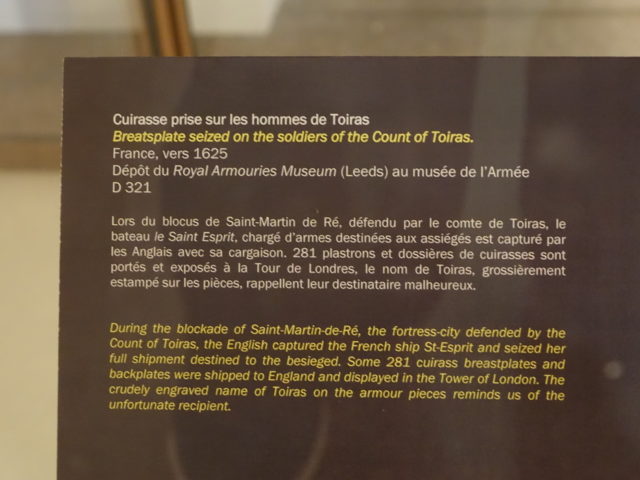 Cuirasse prise sur les hommes de Toiras
Breatsplate seized on the soldiers of the Count of Toiras.
France, vers 1625
Dépôt du Royal Armouries Museum (Leeds) au musée de l'Armée
D 321
Lors du blocus de Saint-Martin de Ré, défendu par le comte de Toiras, le
bateau le Saint Esprit, chargé d'armes destinées aux assiégés est capturé par
les Anglais avec sa cargaison. 281 plastrons et dossières de cuirasses sont
portés et exposés à la Tour de Londres, le nom de Toiras, grossièrement
estampé sur les pièces, rappellent leur destinataire malheureux.
During the blockade of Saint-Martin-de-Ré, the fortress-city defended by the
Count of Toiras, the English captured the French ship St-Esprit and seized her
full shipment destined to the besieged. Some 281 cuirass breastplates and
backplates were shipped to England and displayed in the Tower of London. The
crudely engraved name of Toiras on the armour pieces reminds us of the
unfortunate recipient.